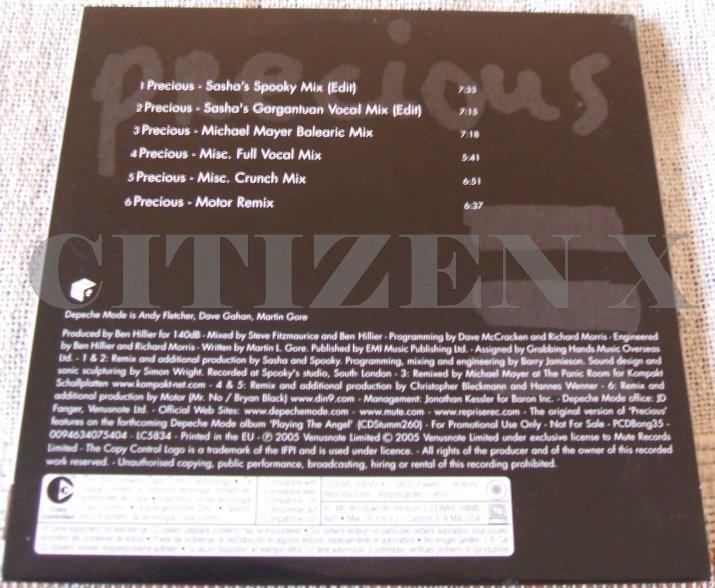 precious
1 Precious - Sasha's Spooky Mix (Edit) 7:33
2 Precious - Sasha's Gargantuan Vocal Mix (Edit) 7:15
3 Precious - Michael Mayer Balearic Mix 7:18
4 Precious - Misc. Full Vocal Mix 5:41
5 Precious - Misc. Crunch Mix 6:51
6 Precious - Motor Remix 6:37
CITIZEN X
Depeche Mode is Andy Fletcher, Dave Gahan, Martin Gore
Produced by Ben Hillier for 140dB - Mixed by Steve Fitzmaurice and Ben Hillier - Programming by Dave McCracken and Richard Morris - Engineered
by Ben Hillier and Richard Morris - Written by Martin L. Gore. Published by EMI Music Publishing Ltd. - Assigned by Grabbing Hands Music Overseas
Ltd. - 1 & 2: Remix and additional production by Sasha and Spooky. Programming, mixing and engineering by Barry Jamieson. Sound design and
sonic sculpturing by Simon Wright. Recorded at Spooky's studio, South London - 3: Remixed by Michael Mayer at The Panic Room for Kompakt
Schallplatten www.kompakt-net.com - 4 & 5: Remix and additional production by Christopher Bleckmann and Hannes Wenner - 6: Remix and
additional production by Motor (Mr. No / Bryan Black) www.din9.com - Management: Jonathan Kessler for Baron Inc. - Depeche Mode office: JD
Fanger, Venusnote Ltd. - Official Web Sites: www.depechemode.com - www.mute.com - www.repriserec.com - The original version of 'Precious'
features on the forthcoming Depeche Mode album 'Playing The Angel' (CDStumm260) - For Promotional Use Only - Not For Sale - PCDBong35 -
0094634075404 - LC5834 - Printed in the EU - ℗ 2005 Venusnote Limited © 2005 Venusnote Limited under exclusive license to Mute Records
Limited - The Copy Control Logo is a trademark of the IFPI and is used under licence. - All rights of the producer and of the owner of this recorded
work reserved. - Unauthorised copying, public performance, broadcasting, hiring or rental of this recording prohibited.
Copy
Controlled